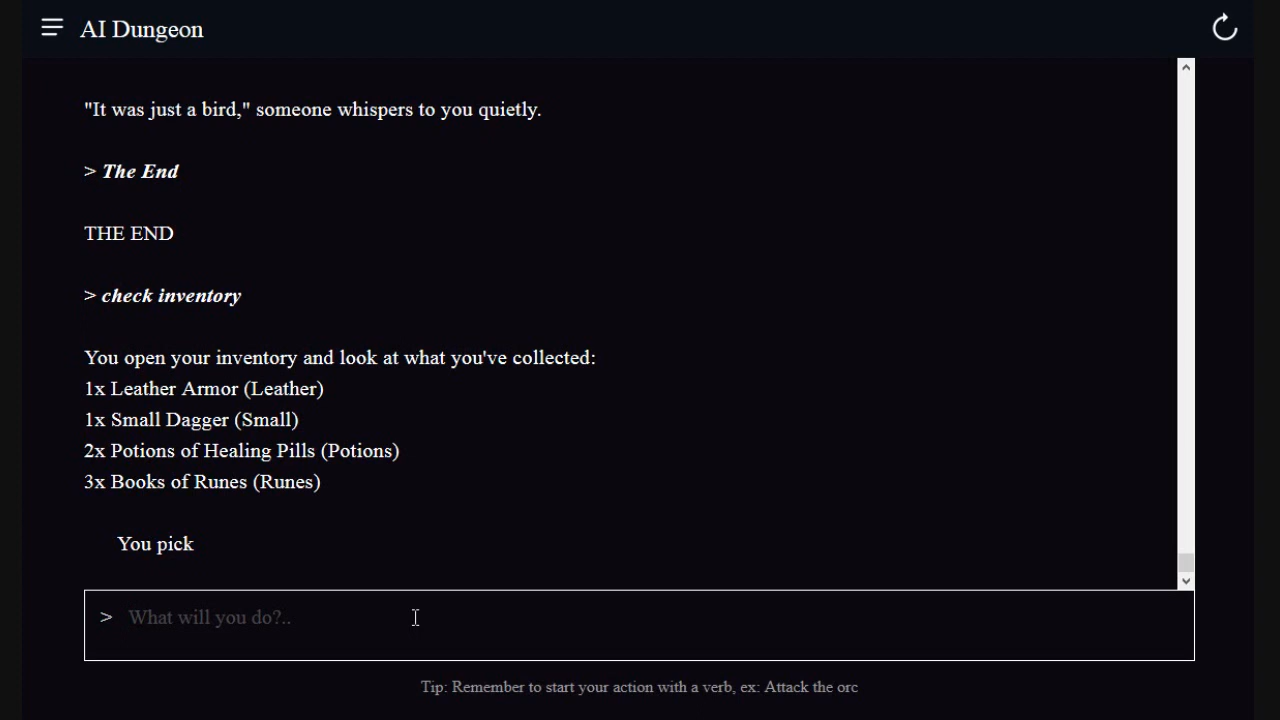 AI Dungeon
"It was just a bird," someone whispers to you quietly.
> The End
THE END
> check inventory
You open your inventory and look at what you've collected:
1x Leather Armor (Leather)
1x Small Dagger (Small)
2x Potions of Healing Pills (Potions)
3x Books of Runes (Runes)
You pick
> What will you do?..
Tip: Remember to start your action with a verb, ex: Attack the orc